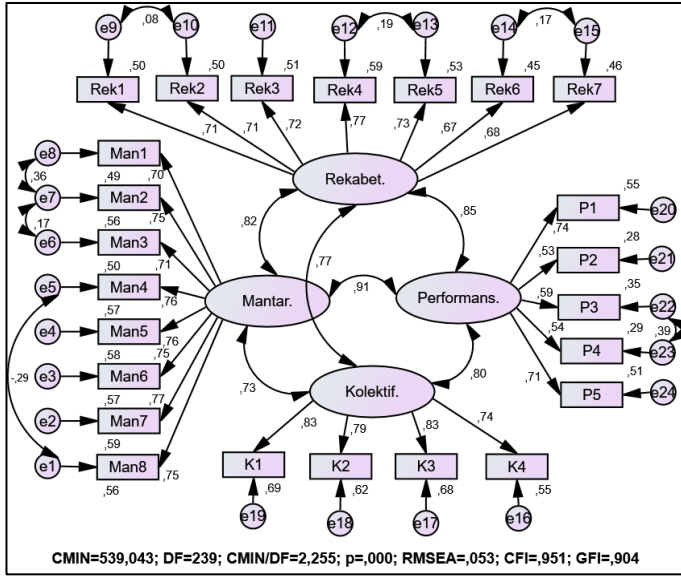 e9 ,08 e10 e11 e12 ,19 e13 e14 ,17 e15
,50 ,50 ,51 ,59 ,53 ,45 ,46
Rek1 Rek2 Rek3 Rek4 Rek5 Rek6 Rek7
,71 ,71 ,72 ,77 ,73 ,67 ,68
Rekabet.
e8 Man1
,36 ,49 ,70
e7 Man2
,17 ,56 ,75
e6 Man3
,50 ,71
e5 Man4
,57 ,76
e4 Man5
,58 ,76
,75
e3 Man6
,57 ,77
e2 Man7
,59
e1 Man8 ,75
,56
-,29
,82 ,77 ,85
Mantar. ,91 Performans.
,73 ,80
Kolektif.
,55
P1 e20
,74 ,28
,53 P2 e21
,35
,59 P3 e22
,54 ,29 ,39
P4 e23
,71 ,51
P5 e24
,83 ,79 ,83 ,74
K1 K2 K3 K4
,69 ,62 ,68 ,55
e19 e18 e17 e16
CMIN=539,043; DF=239; CMIN/DF=2,255; p=,000; RMSEA=,053; CFI=,951; GFI=,904